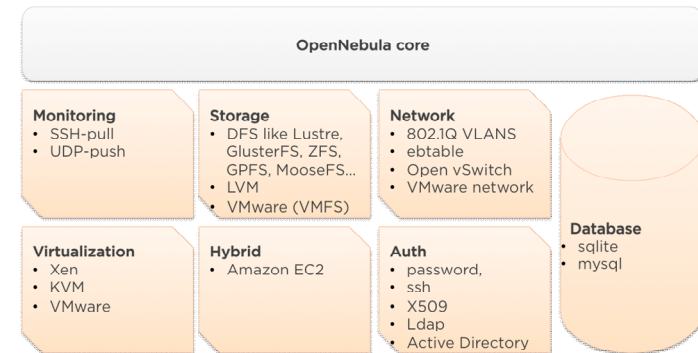 OpenNebula core
Monitoring
• SSH-pull
• UDP-push
Storage
• DFS like Lustre,
GlusterFS, ZFS,
GPFS, MooseFS...
• LVM
• VMware (VMFS)
Network
• 802.1Q VLANS
• ebtable
• Open vSwitch
• VMware network
Virtualization
• Xen
• KVM
• VMware
Hybrid
• Amazon EC2
Auth
• password,
• ssh
• X509
• Ldap
• Active Directory
Database
• sqlite
• mysql